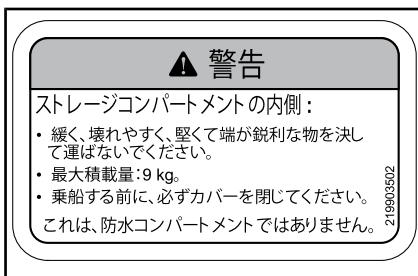 警告
ストレージコンパートメントの内側：
• 緩く、壊れやすく、堅くて端が鋭利な物を決し
て運ばないでください。
• 最大積載量：9 kg。
• 乗船する前に、必ずカバーを閉じてください。
これは、防水コンパートメントではありません。
219903502